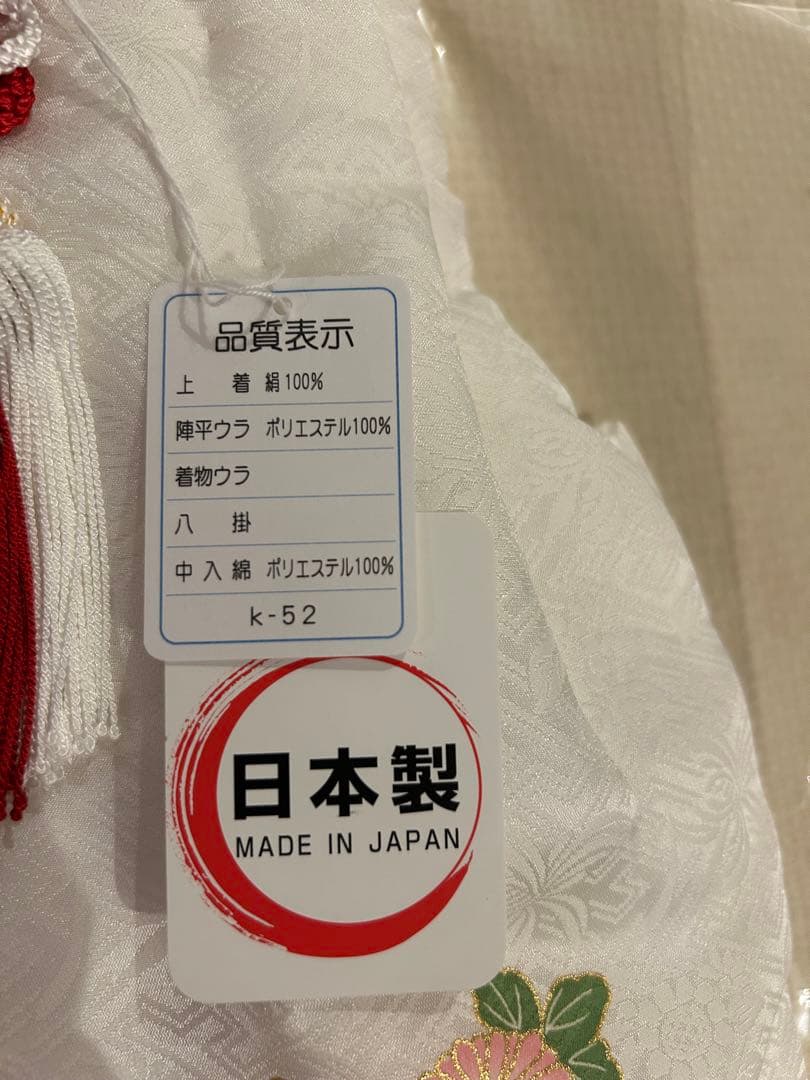 品質表示
上着 絹100%
陣平ウラ ポリエステル100%
着物ウラ
八掛
中入綿 ポリエステル100%
k-52
日本製
MADE IN JAPAN